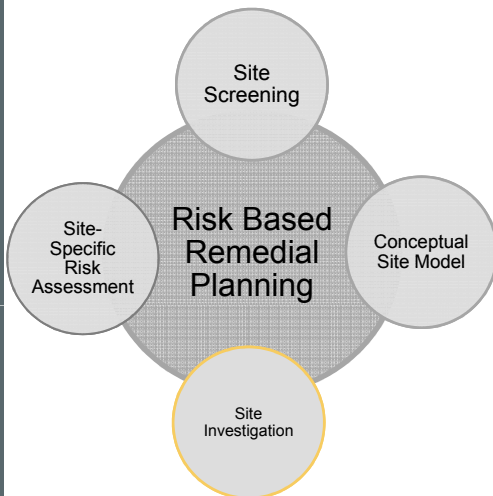 Site
Screening
Risk Based
Remedial
Planning
Site-
Specific
Risk
Assessment
Conceptual
Site Model
Site
Investigation